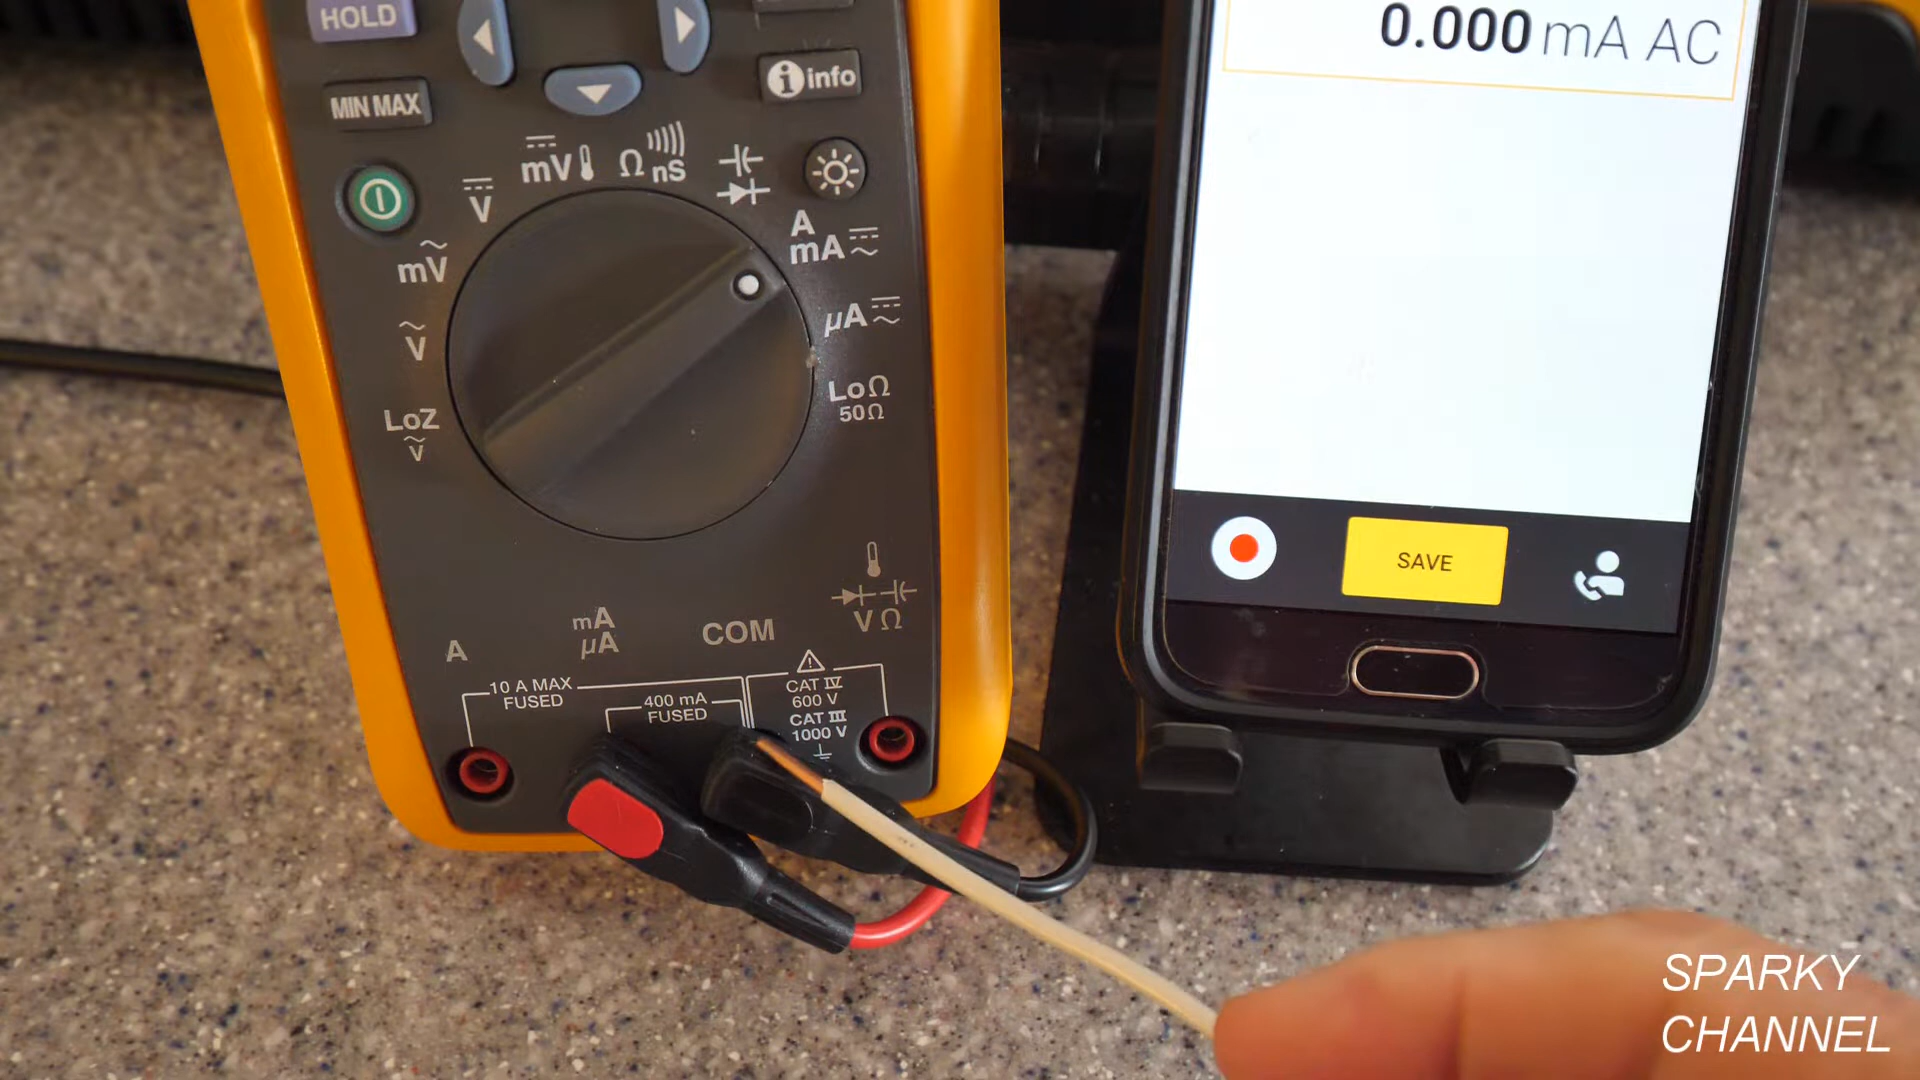 HOLD
0.000 mA AC
info
MIN MAX
mV
Ω
nS
V
A
mA
mV
µA
V
LoΩ
50Ω
LoZ
V
SAVE
mA
µA
COM
VΩ
A
10 A MAX
FUSED
400 mA
FUSED
CAT IV
600 V
CAT III
1000 V
SPARKY
CHANNEL